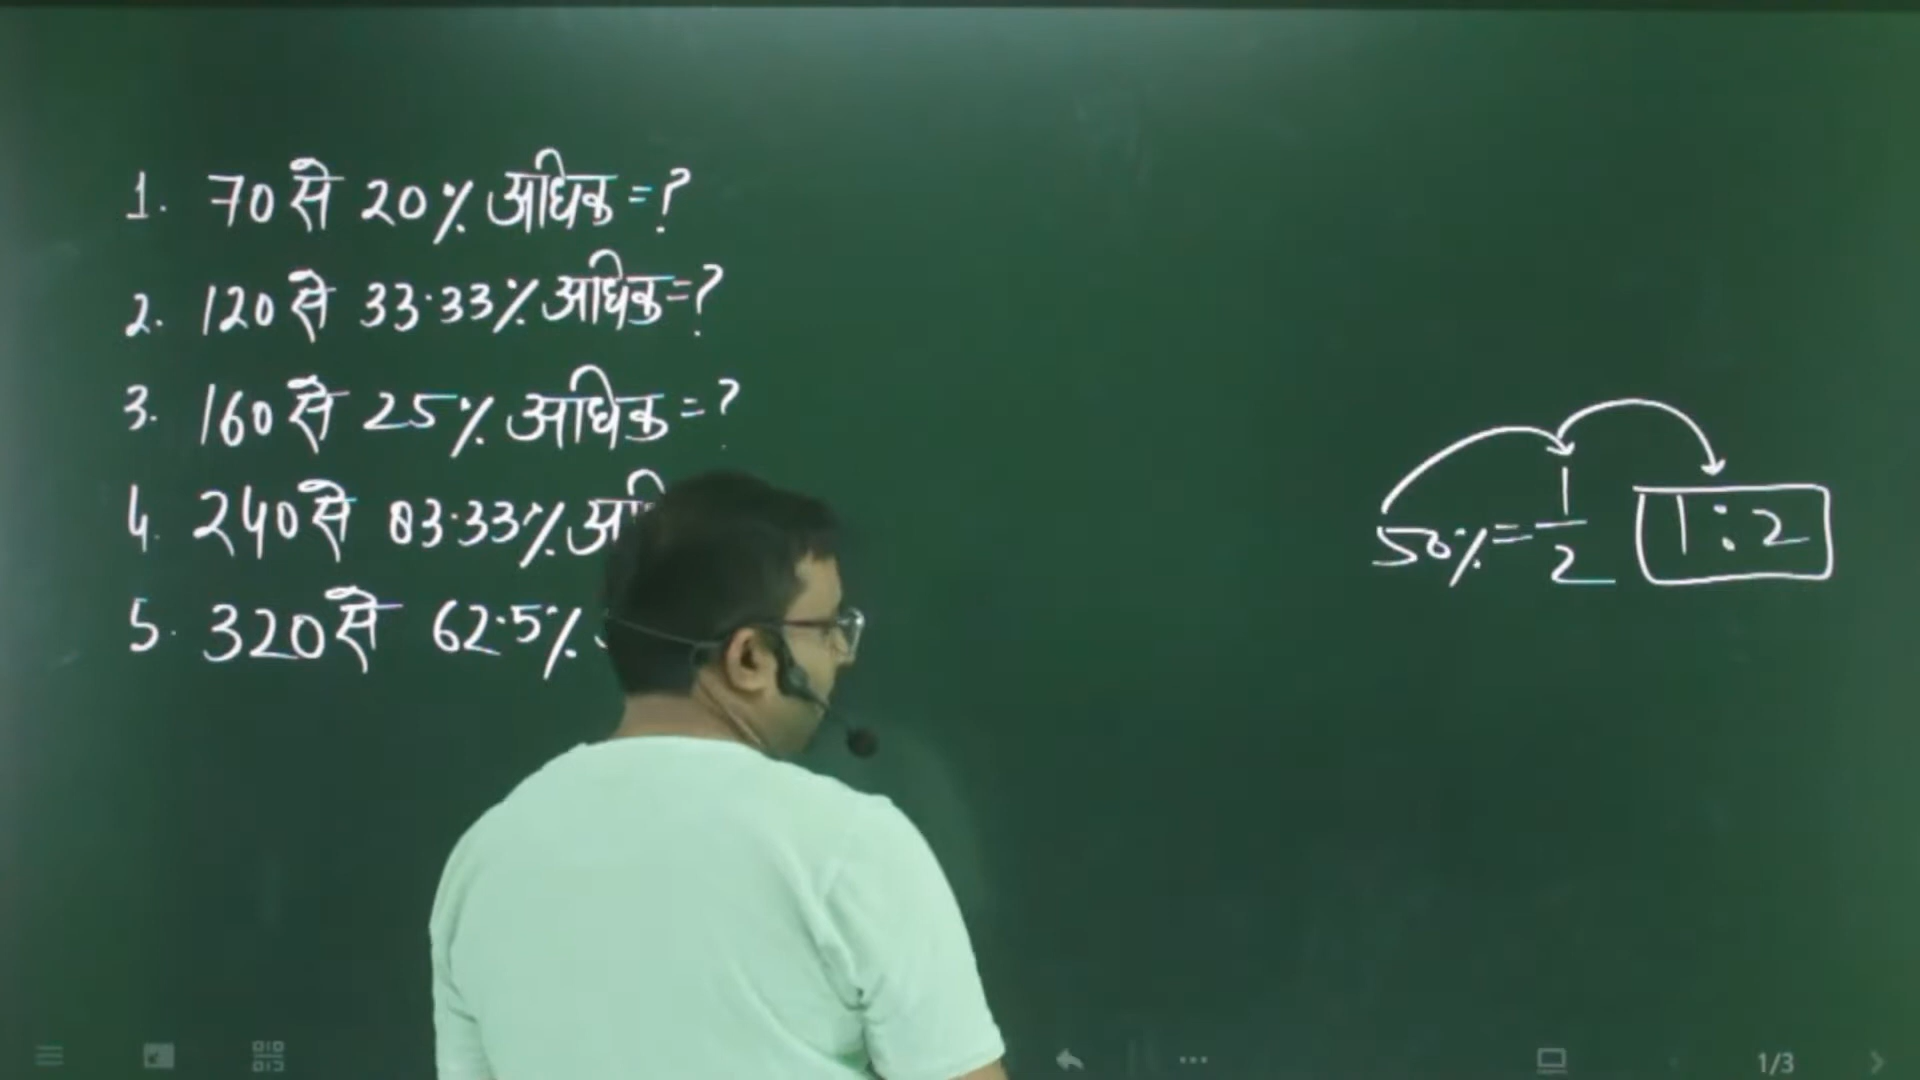 1. 70 से 20% अधिक = ?
2. 120 से 33.33% अधिक = ?
3. 160 से 25% अधिक = ?
4. 240 से 83.33%
5. 320 से 62.5%
50% = 1/2 1:2
1/3